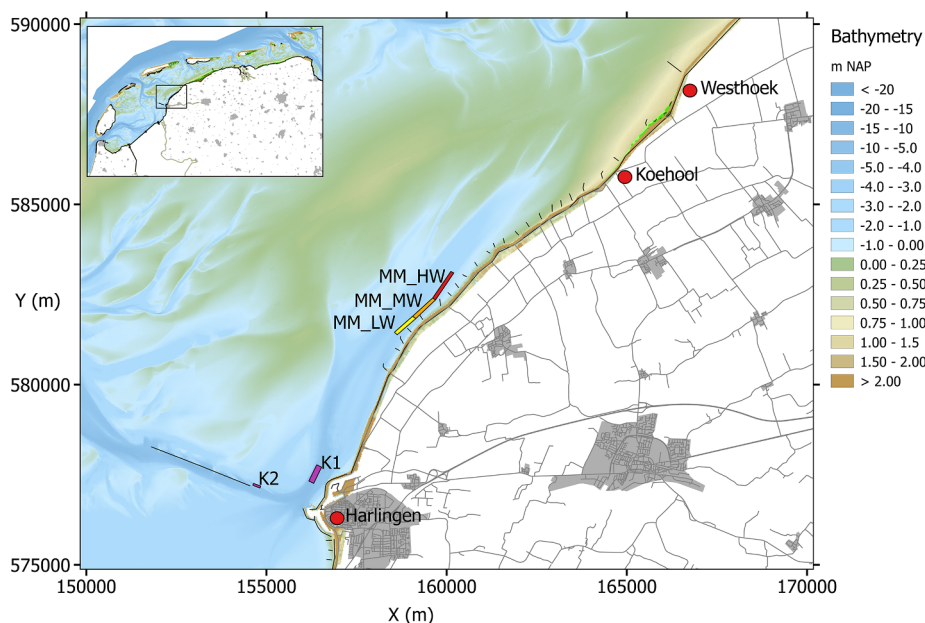 590000
585000
Y (m)
580000
575000
150000
155000
160000
165000
170000
X (m)
Westhoek
Koehool
MM_HW
MM_MW
MM_LW
K2
K1
Harlingen
Bathymetry
m NAP
< -20
-20 - -15
-15 - -10
-10 - -5.0
-5.0 - -4.0
-4.0 - -3.0
-3.0 - -2.0
-2.0 - -1.0
-1.0 - 0.00
0.00 - 0.25
0.25 - 0.50
0.50 - 0.75
0.75 - 1.00
1.00 - 1.5
1.50 - 2.00
> 2.00